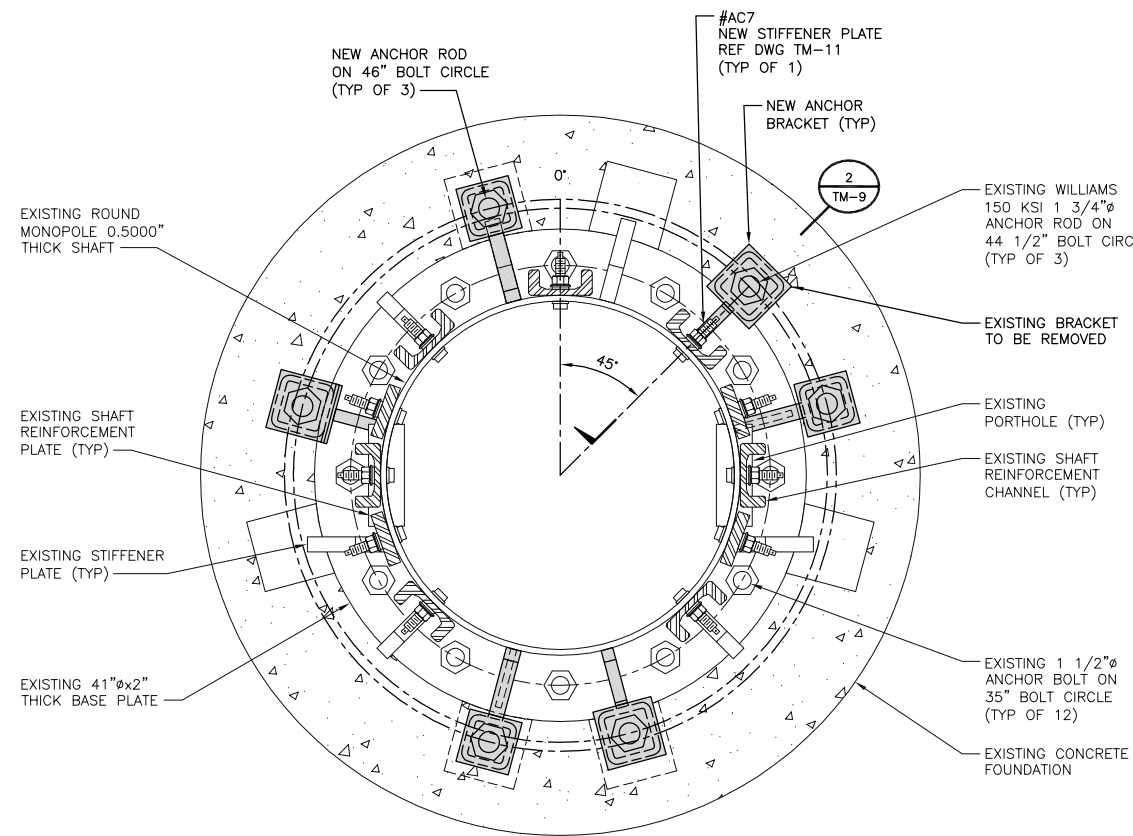 #AC7
NEW STIFFENER PLATE
REF DWG TM-11
(TYP OF 1)
NEW ANCHOR ROD
ON 46" BOLT CIRCLE
(TYP OF 3)
NEW ANCHOR
BRACKET (TYP)
0°
2
TM-9
EXISTING WILLIAMS
150 KSI 1 3/4"ø
ANCHOR ROD ON
44 1/2" BOLT CIRC
(TYP OF 3)
EXISTING ROUND
MONOPOLE 0.5000"
THICK SHAFT
EXISTING BRACKET
TO BE REMOVED
45°
EXISTING
PORTHOLE (TYP)
EXISTING SHAFT
REINFORCEMENT
PLATE (TYP)
EXISTING SHAFT
REINFORCEMENT
CHANNEL (TYP)
EXISTING STIFFENER
PLATE (TYP)
EXISTING 41"øx2"
THICK BASE PLATE
EXISTING 1 1/2"ø
ANCHOR BOLT ON
35" BOLT CIRCLE
(TYP OF 12)
EXISTING CONCRETE
FOUNDATION